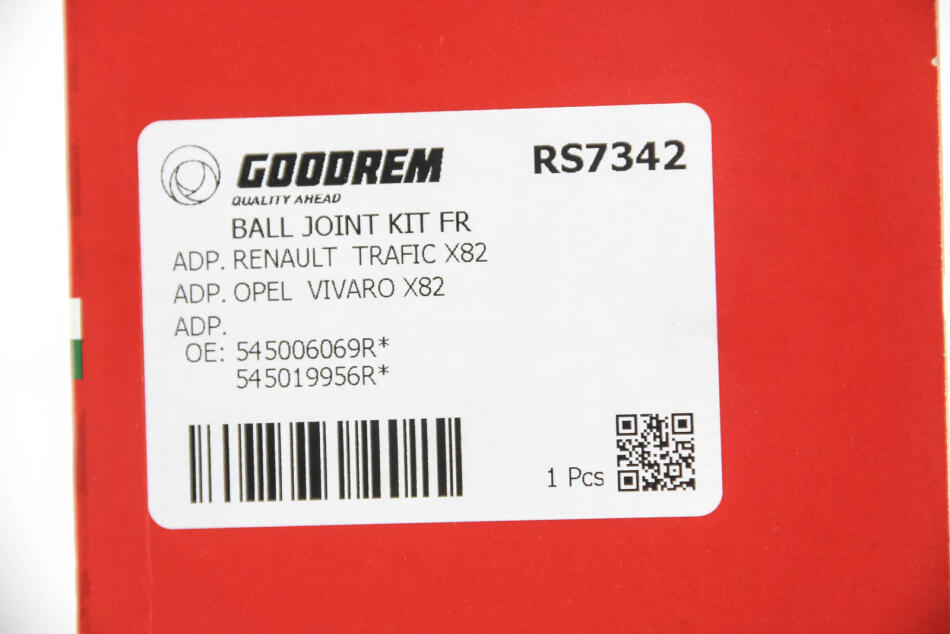 GOODREM
QUALITY AHEAD
RS7342
BALL JOINT KIT FR
ADP. RENAULT TRAFIC X82
ADP. OPEL VIVARO X82
ADP.
OE: 545006069R*
545019956R*
1 Pcs